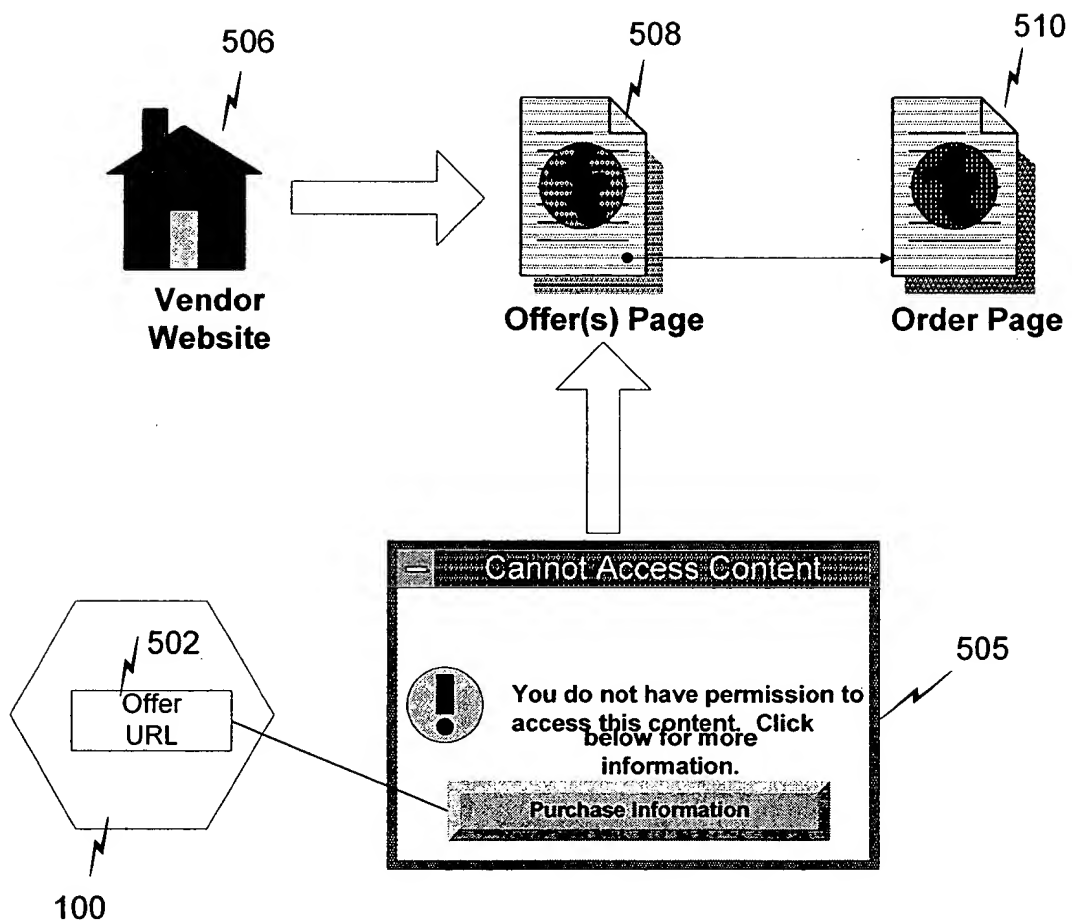 506
508
510
Vendor
Website
Offer(s) Page
Order Page
Cannot Access Content
502
Offer
URL
505
You do not have permission to
access this content. Click
below for more
information.
Purchase Information
100